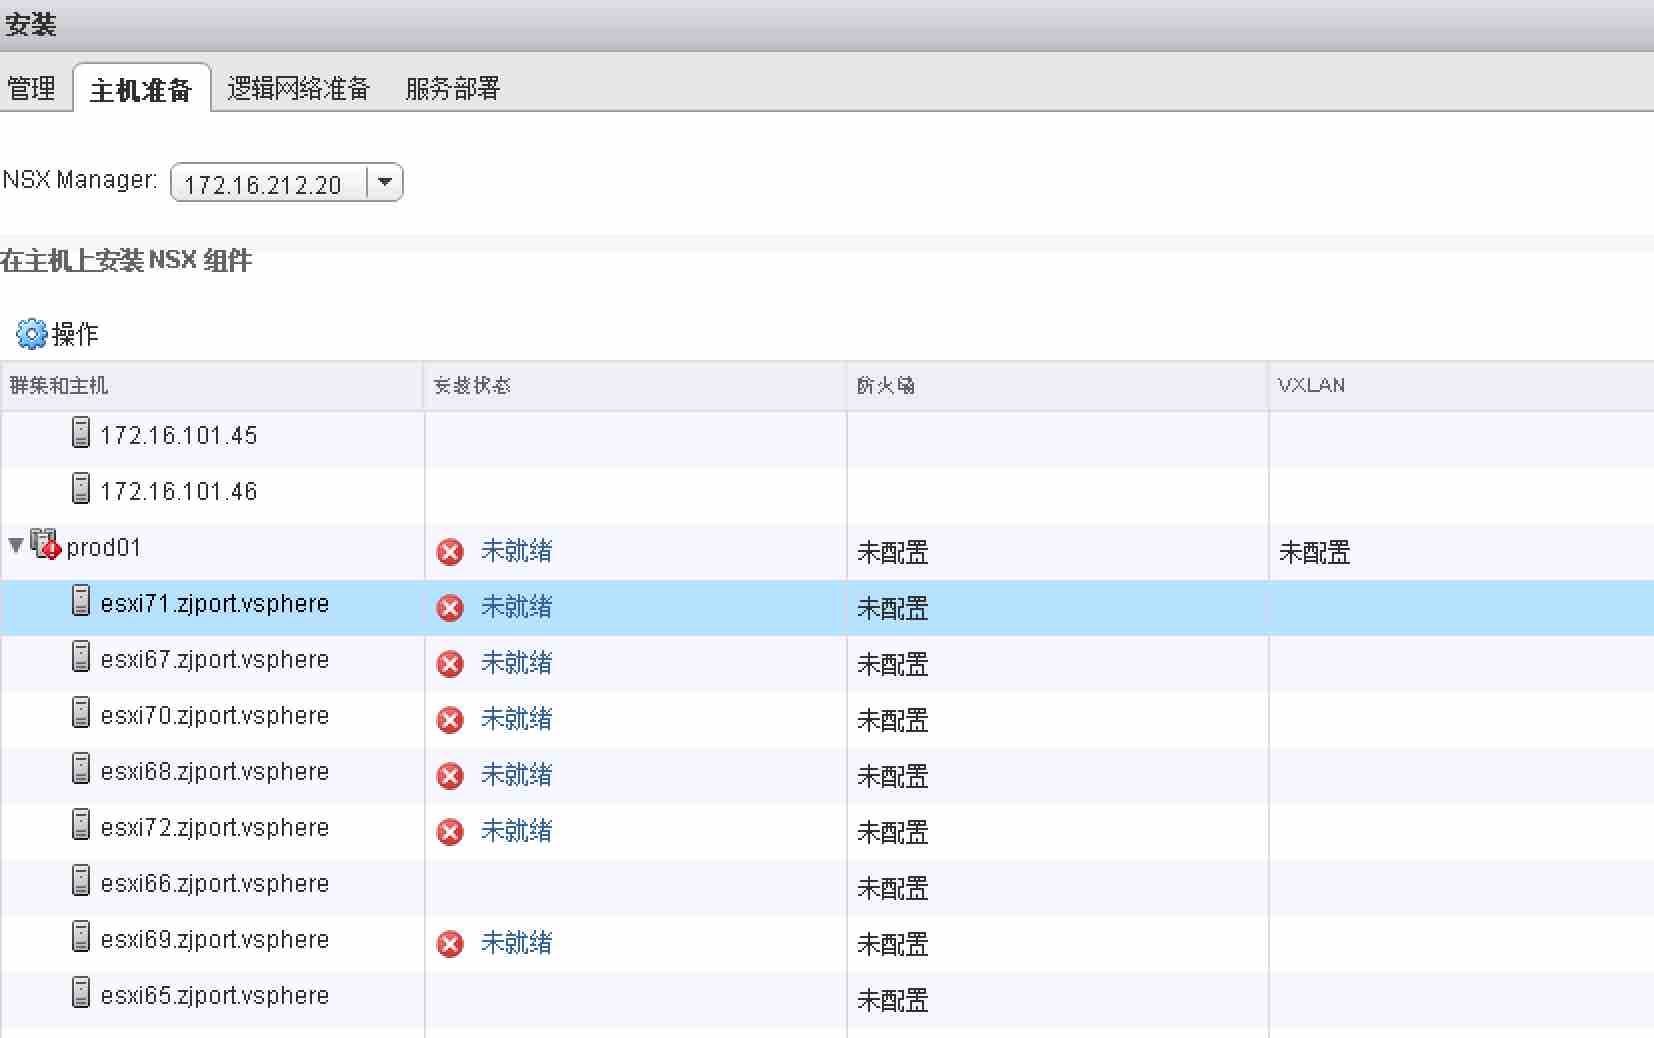 安装
管理 主机准备 逻辑网络准备 服务部署
NSX Manager: 172.16.212.20
在主机上安装 NSX 组件
操作
群集和主机 安装状态 防火墙 VXLAN
172.16.101.45
172.16.101.46
prod01 未就绪 未配置 未配置
esxi71.zjport.vsphere 未就绪 未配置
esxi67.zjport.vsphere 未就绪 未配置
esxi70.zjport.vsphere 未就绪 未配置
esxi68.zjport.vsphere 未就绪 未配置
esxi72.zjport.vsphere 未就绪 未配置
esxi66.zjport.vsphere 未配置
esxi69.zjport.vsphere 未就绪 未配置
esxi65.zjport.vsphere 未配置